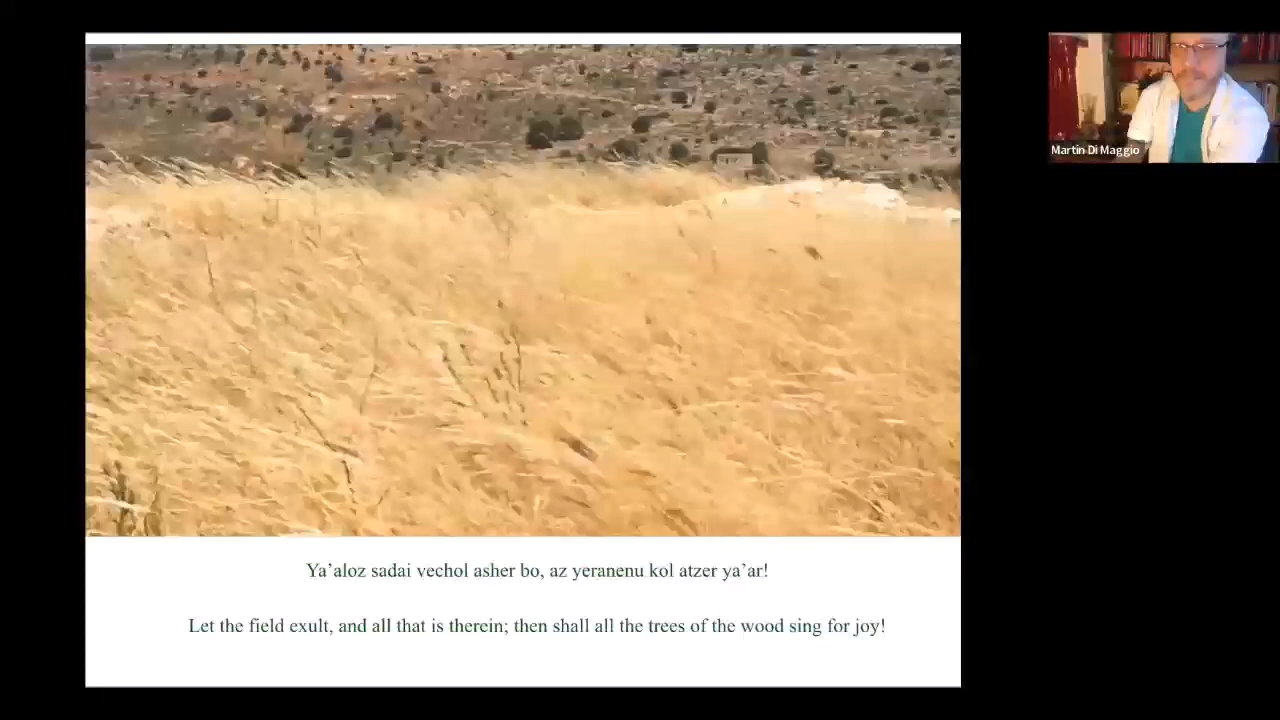 Martin Di Maggio
Ya’aloz sadai vechol asher bo, az yeranenu kol atzer ya’ar!
Let the field exult, and all that is therein; then shall all the trees of the wood sing for joy!